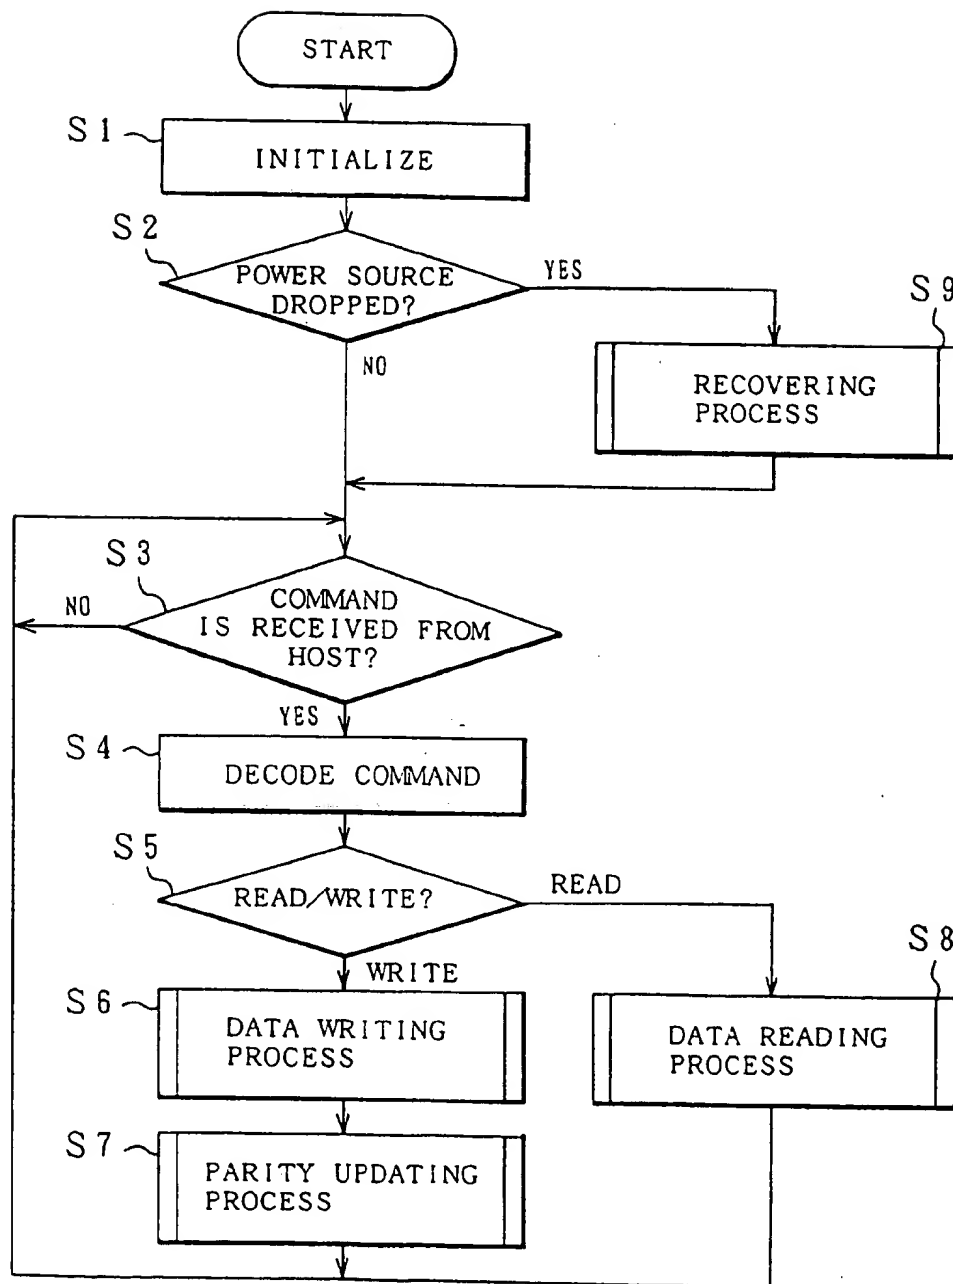 START
S1
INITIALIZE
S2
POWER SOURCE
DROPPED?
YES
NO
S9
RECOVERING
PROCESS
S3
NO
COMMAND
IS RECEIVED FROM
HOST?
YES
S4
DECODE COMMAND
S5
READ/WRITE?
READ
WRITE
S6
DATA WRITING
PROCESS
S8
DATA READING
PROCESS
S7
PARITY UPDATING
PROCESS